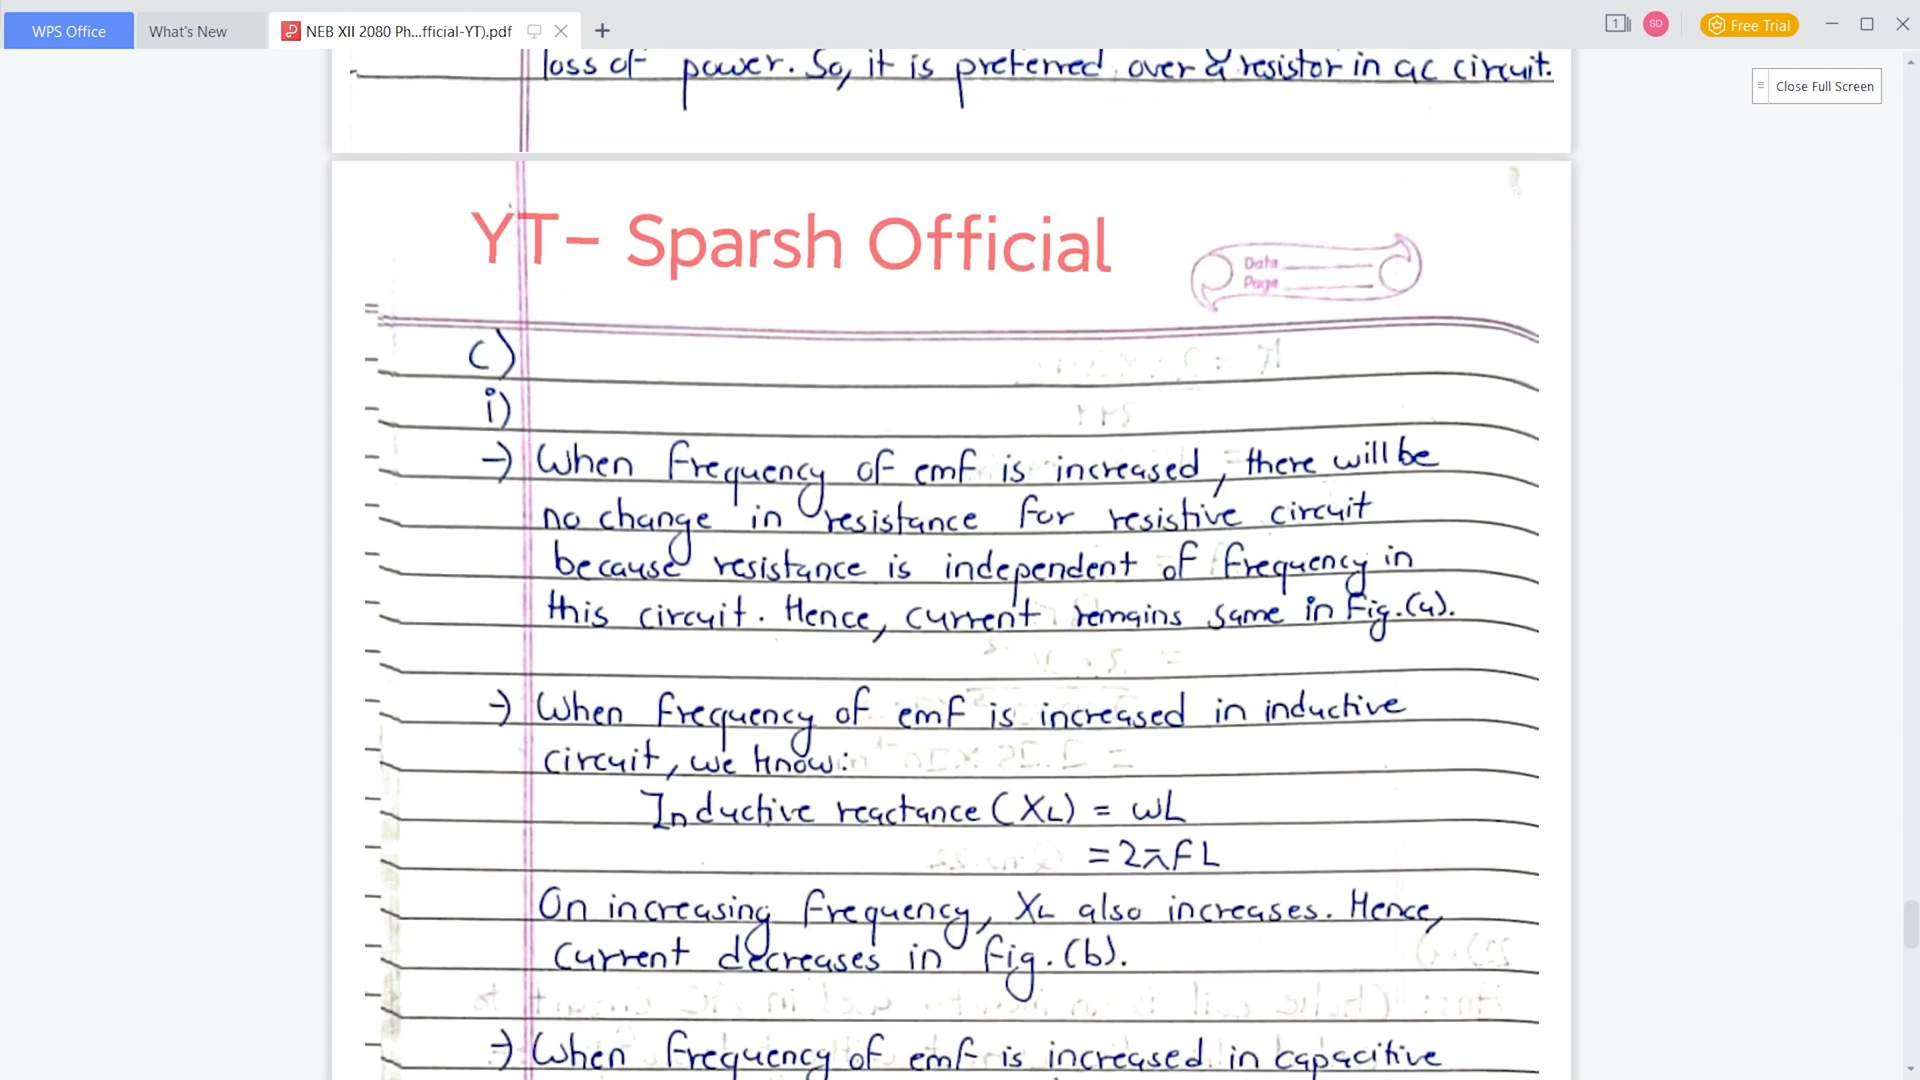 WPS Office
What's New
NEB XII 2080 Ph...fficial-YT).pdf
1
SD
Free Trial
Close Full Screen
loss of power. So, it is preferred over a resistor in ac circuit.
YT- Sparsh Official
Date
Page
c)
i)
→ When frequency of emf is increased, there will be
no change in resistance for resistive circuit
because resistance is independent of frequency in
this circuit. Hence, current remains same in Fig.(a).
→ When frequency of emf is increased in inductive
circuit, we know:
Inductive reactance (XL) = ωL
= 2πfL
On increasing frequency, XL also increases. Hence,
current decreases in fig.(b).
→ When frequency of emf is increased in capacitive